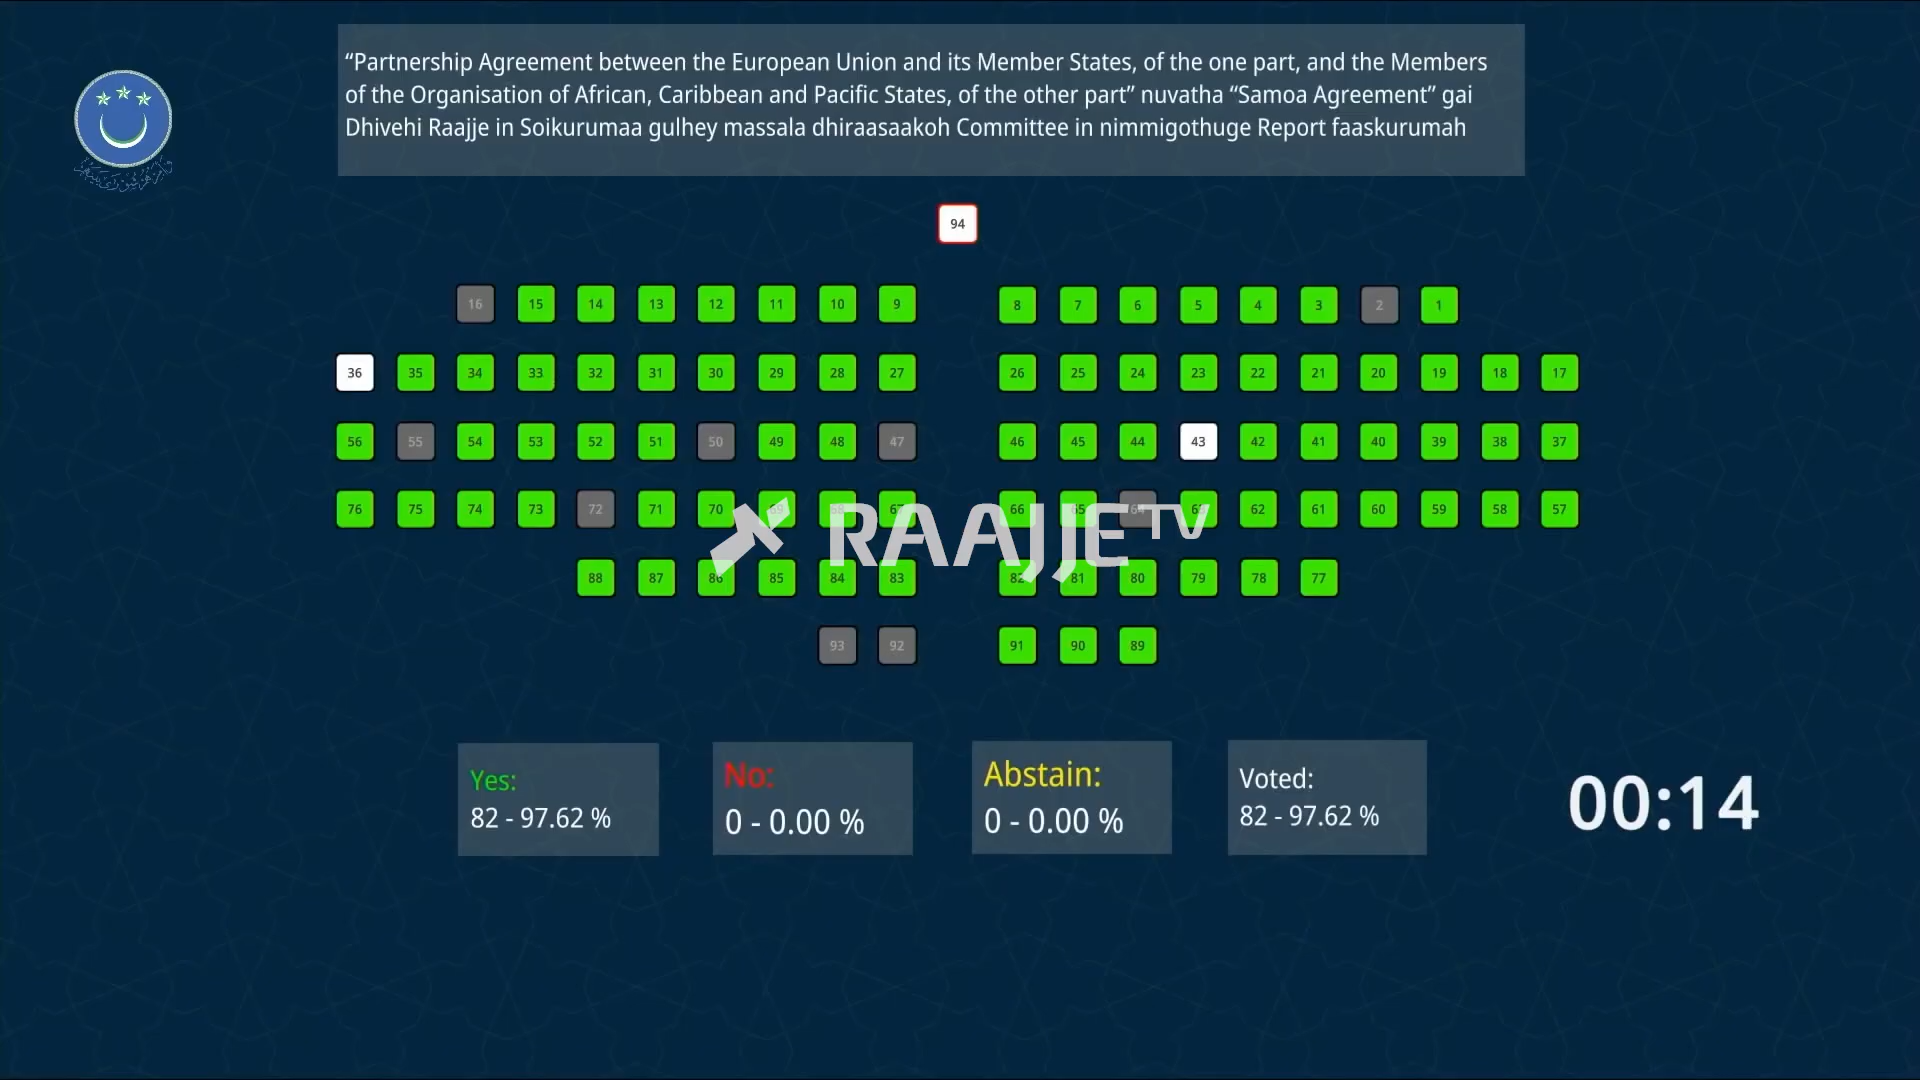 “Partnership Agreement between the European Union and its Member States, of the one part, and the Members
of the Organisation of African, Caribbean and Pacific States, of the other part” nuvatha “Samoa Agreement” gai
Dhivehi Raajje in Soikurumaa gulhey massala dhiraasaakoh Committee in nimmigothuge Report faaskurumah
94
16 15 14 13 12 11 10 9 8 7 6 5 4 3 2 1
36 35 34 33 32 31 30 29 28 27 26 25 24 23 22 21 20 19 18 17
56 55 54 53 52 51 50 49 48 47 46 45 44 43 42 41 40 39 38 37
76 75 74 73 72 71 70 69 68 67 66 65 64 63 62 61 60 59 58 57
RAAJJE TV
88 87 86 85 84 83 82 81 80 79 78 77
93 92 91 90 89
Yes:
82 - 97.62 %
No:
0 - 0.00 %
Abstain:
0 - 0.00 %
Voted:
82 - 97.62 %
00:14